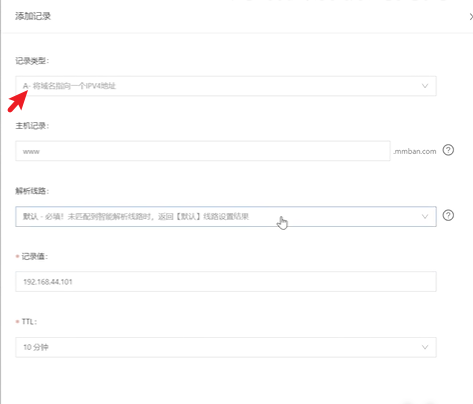 添加记录
记录类型：
A- 将域名指向一个IPV4地址
主机记录：
www .mmban.com ?
解析线路：
默认 - 必填！未匹配到智能解析线路时，返回【默认】线路设置结果 ?
* 记录值：
192.168.44.101
* TTL：
10 分钟